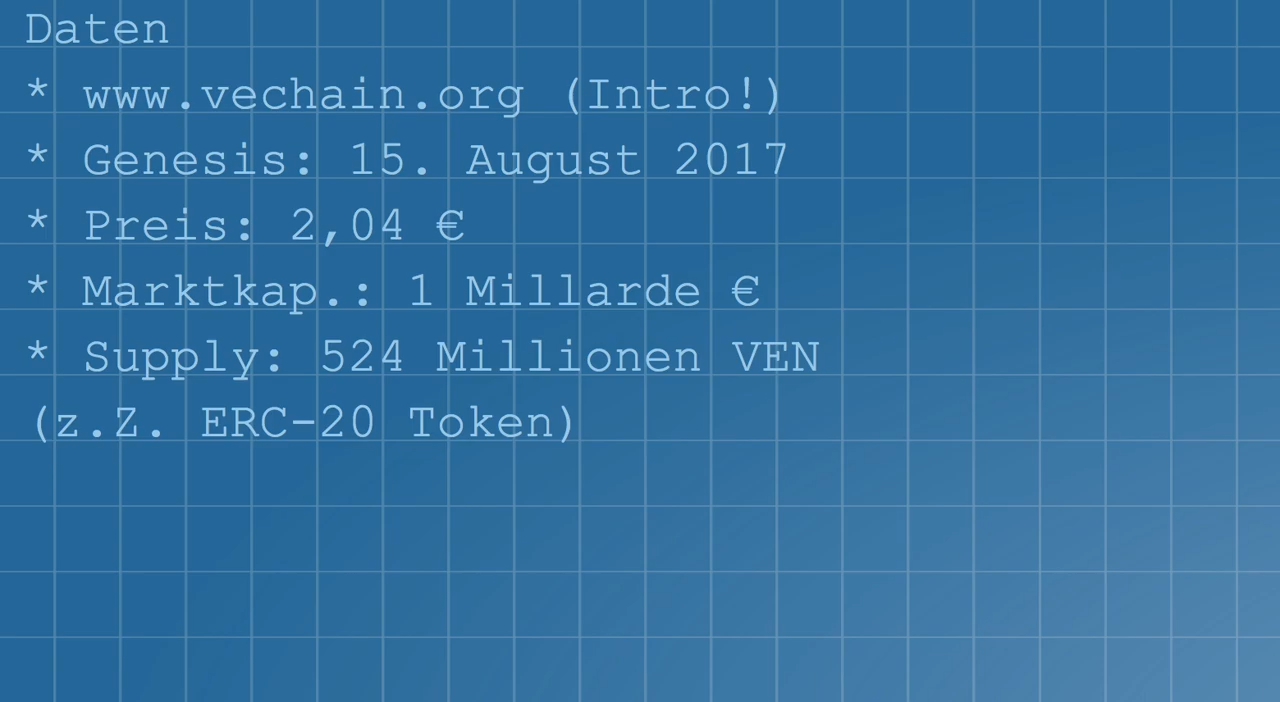 Daten
* www.vechain.org (Intro!)
* Genesis: 15. August 2017
* Preis: 2,04 €
* Marktkap.: 1 Millarde €
* Supply: 524 Millionen VEN
(z.Z. ERC-20 Token)